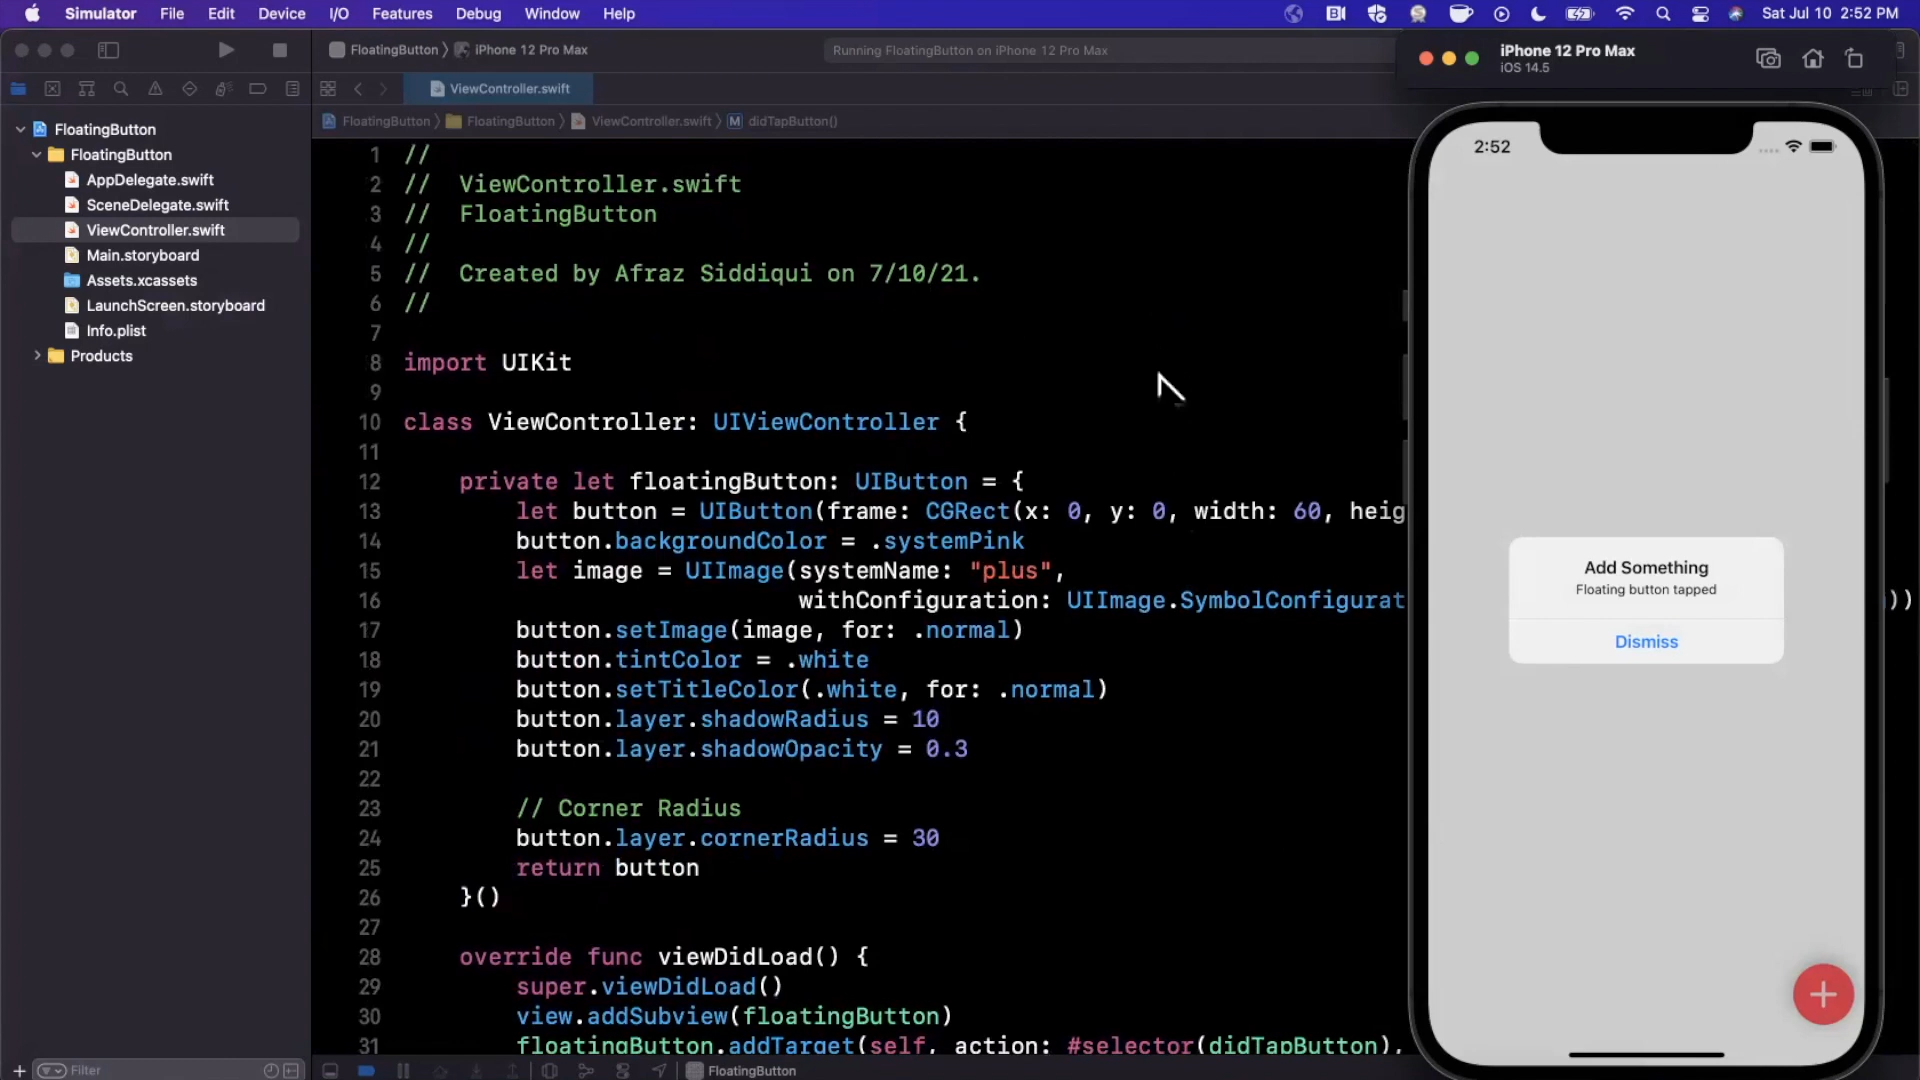 Simulator File Edit Device I/O Features Debug Window Help Sat Jul 10 2:52 PM
FloatingButton iPhone 12 Pro Max Running FloatingButton on iPhone 12 Pro Max
iPhone 12 Pro Max
iOS 14.5
ViewController.swift
FloatingButton FloatingButton ViewController.swift M didTapButton()
FloatingButton
FloatingButton
AppDelegate.swift
SceneDelegate.swift
ViewController.swift
Main.storyboard
Assets.xcassets
LaunchScreen.storyboard
Info.plist
Products
Filter
1 //
2 // ViewController.swift
3 // FloatingButton
4 //
5 // Created by Afraz Siddiqui on 7/10/21.
6 //
7
8 import UIKit
9
10 class ViewController: UIViewController {
11
12 private let floatingButton: UIButton = {
13 let button = UIButton(frame: CGRect(x: 0, y: 0, width: 60, heig
14 button.backgroundColor = .systemPink
15 let image = UIImage(systemName: "plus",
16 withConfiguration: UIImage.SymbolConfigurat ))
17 button.setImage(image, for: .normal)
18 button.tintColor = .white
19 button.setTitleColor(.white, for: .normal)
20 button.layer.shadowRadius = 10
21 button.layer.shadowOpacity = 0.3
22
23 // Corner Radius
24 button.layer.cornerRadius = 30
25 return button
26 }()
27
28 override func viewDidLoad() {
29 super.viewDidLoad()
30 view.addSubview(floatingButton)
31 floatingButton.addTarget(self, action: #selector(didTapButton),
FloatingButton
2:52
Add Something
Floating button tapped
Dismiss